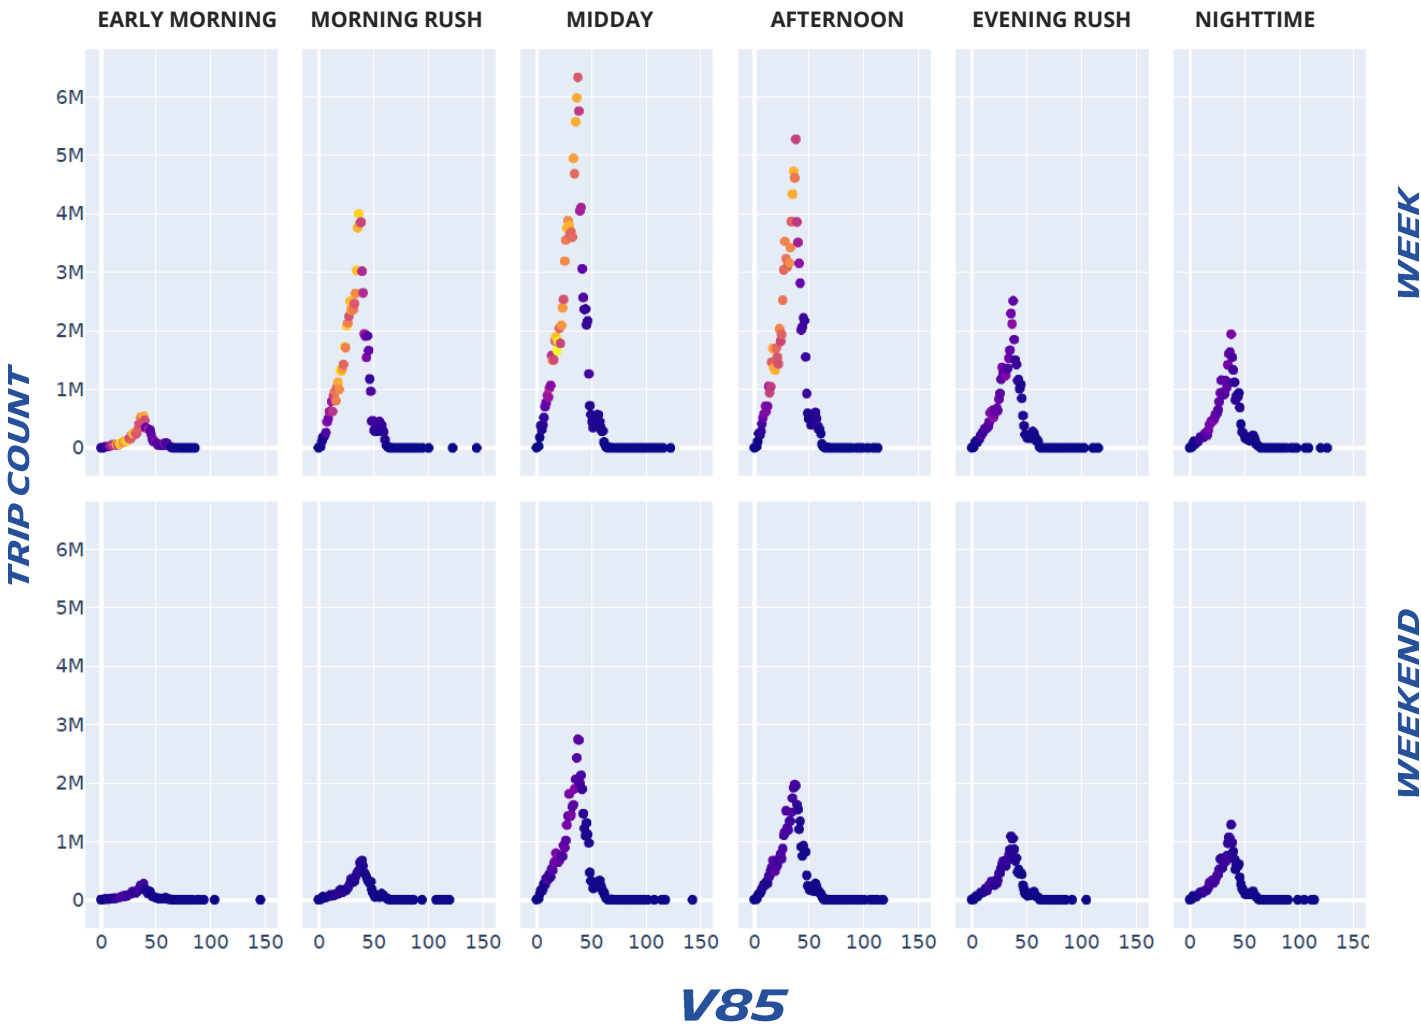 EARLY MORNING MORNING RUSH MIDDAY AFTERNOON EVENING RUSH NIGHTTIME
6M
5M
4M
3M
2M
1M
0
WEEK
TRIP COUNT
6M
5M
4M
3M
2M
1M
0
WEEKEND
0 50 100 150 0 50 100 150 0 50 100 150 0 50 100 150 0 50 100 150 0 50 100 150
V85